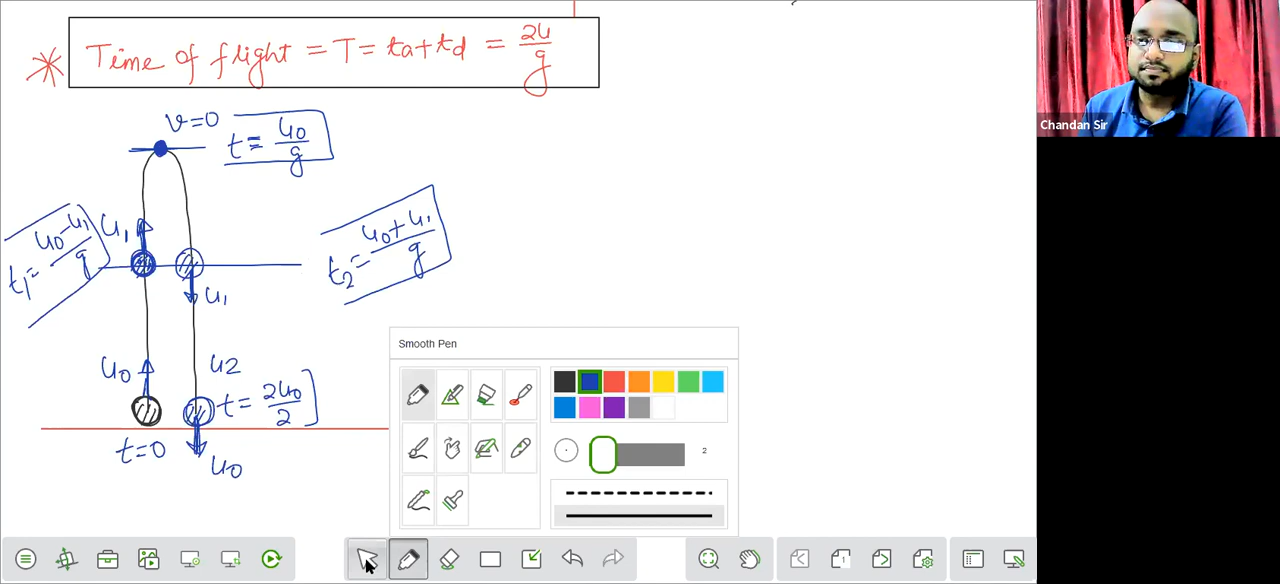 Time of flight = T = ta + td = 2u/g
v=0
t = u0/g
Chandan Sir
t1 = u0-u1/g
u1
t2 = u0+u1/g
u1
Smooth Pen
u0
u2
t = 2u0/2
2
t=0
u0
1